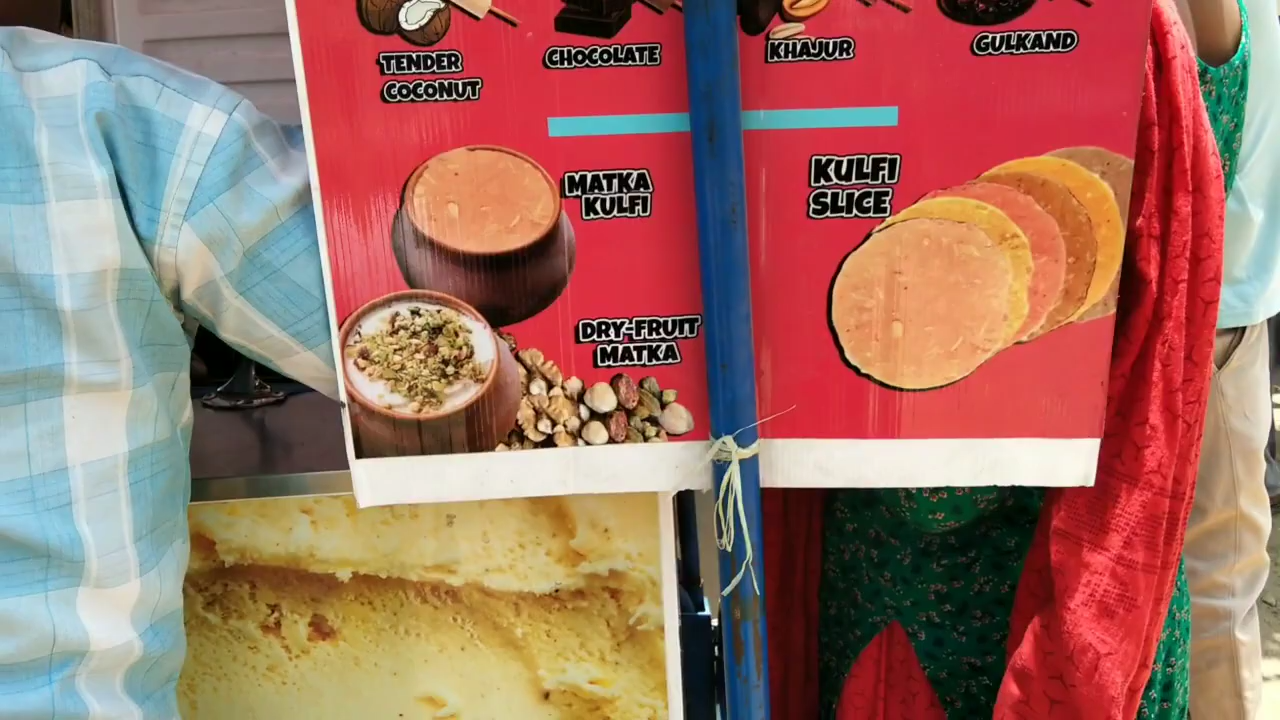 TENDER
COCONUT
CHOCOLATE
KHAJUR
GULKAND
MATKA
KULFI
KULFI
SLICE
DRY-FRUIT
MATKA